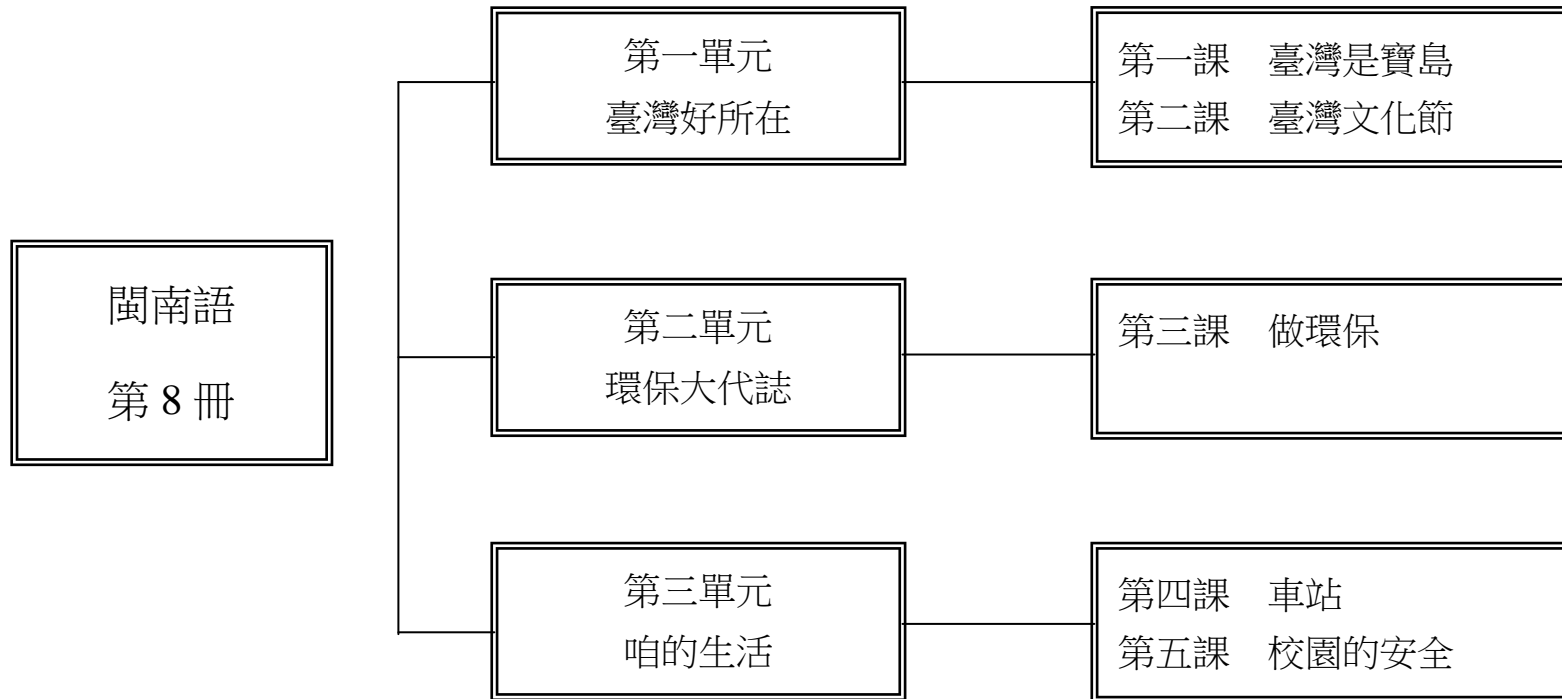 閩南語
第 8 冊
第一單元
臺灣好所在
第一課　臺灣是寶島
第二課　臺灣文化節
第二單元
環保大代誌
第三課　做環保
第三單元
咱的生活
第四課　車站
第五課　校園的安全